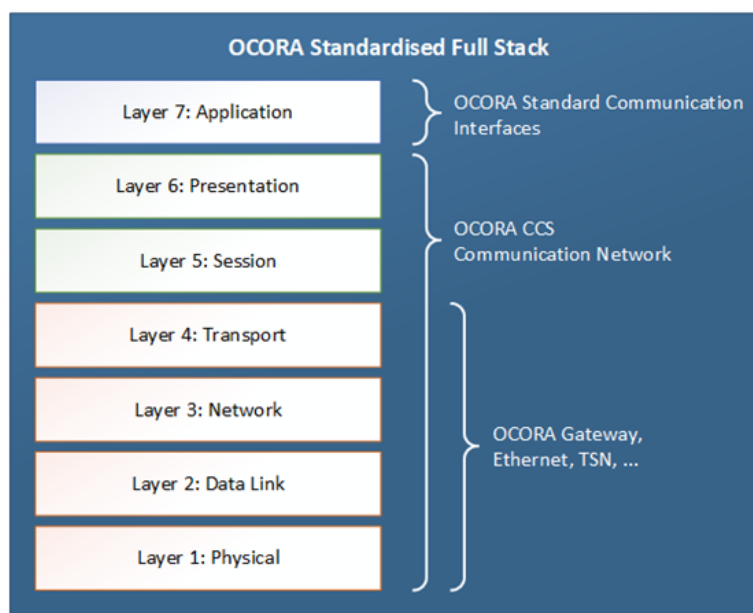 OCORA Standardised Full Stack
Layer 7: Application
OCORA Standard Communication
Interfaces
Layer 6: Presentation
OCORA CCS
Communication Network
Layer 5: Session
Layer 4: Transport
Layer 3: Network
OCORA Gateway,
Ethernet, TSN, ...
Layer 2: Data Link
Layer 1: Physical